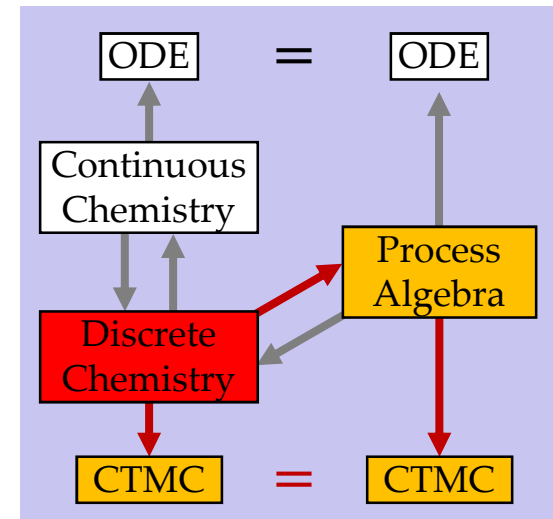 ODE = ODE
Continuous
Chemistry
Process
Algebra
Discrete
Chemistry
CTMC = CTMC